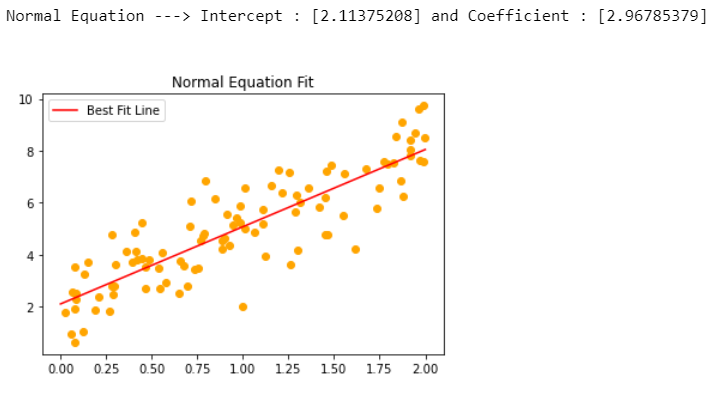 Normal Equation ---> Intercept : [2.11375208] and Coefficient : [2.96785379]
Normal Equation Fit
10
Best Fit Line
8
6
4
2
0.00 0.25 0.50 0.75 1.00 1.25 1.50 1.75 2.00